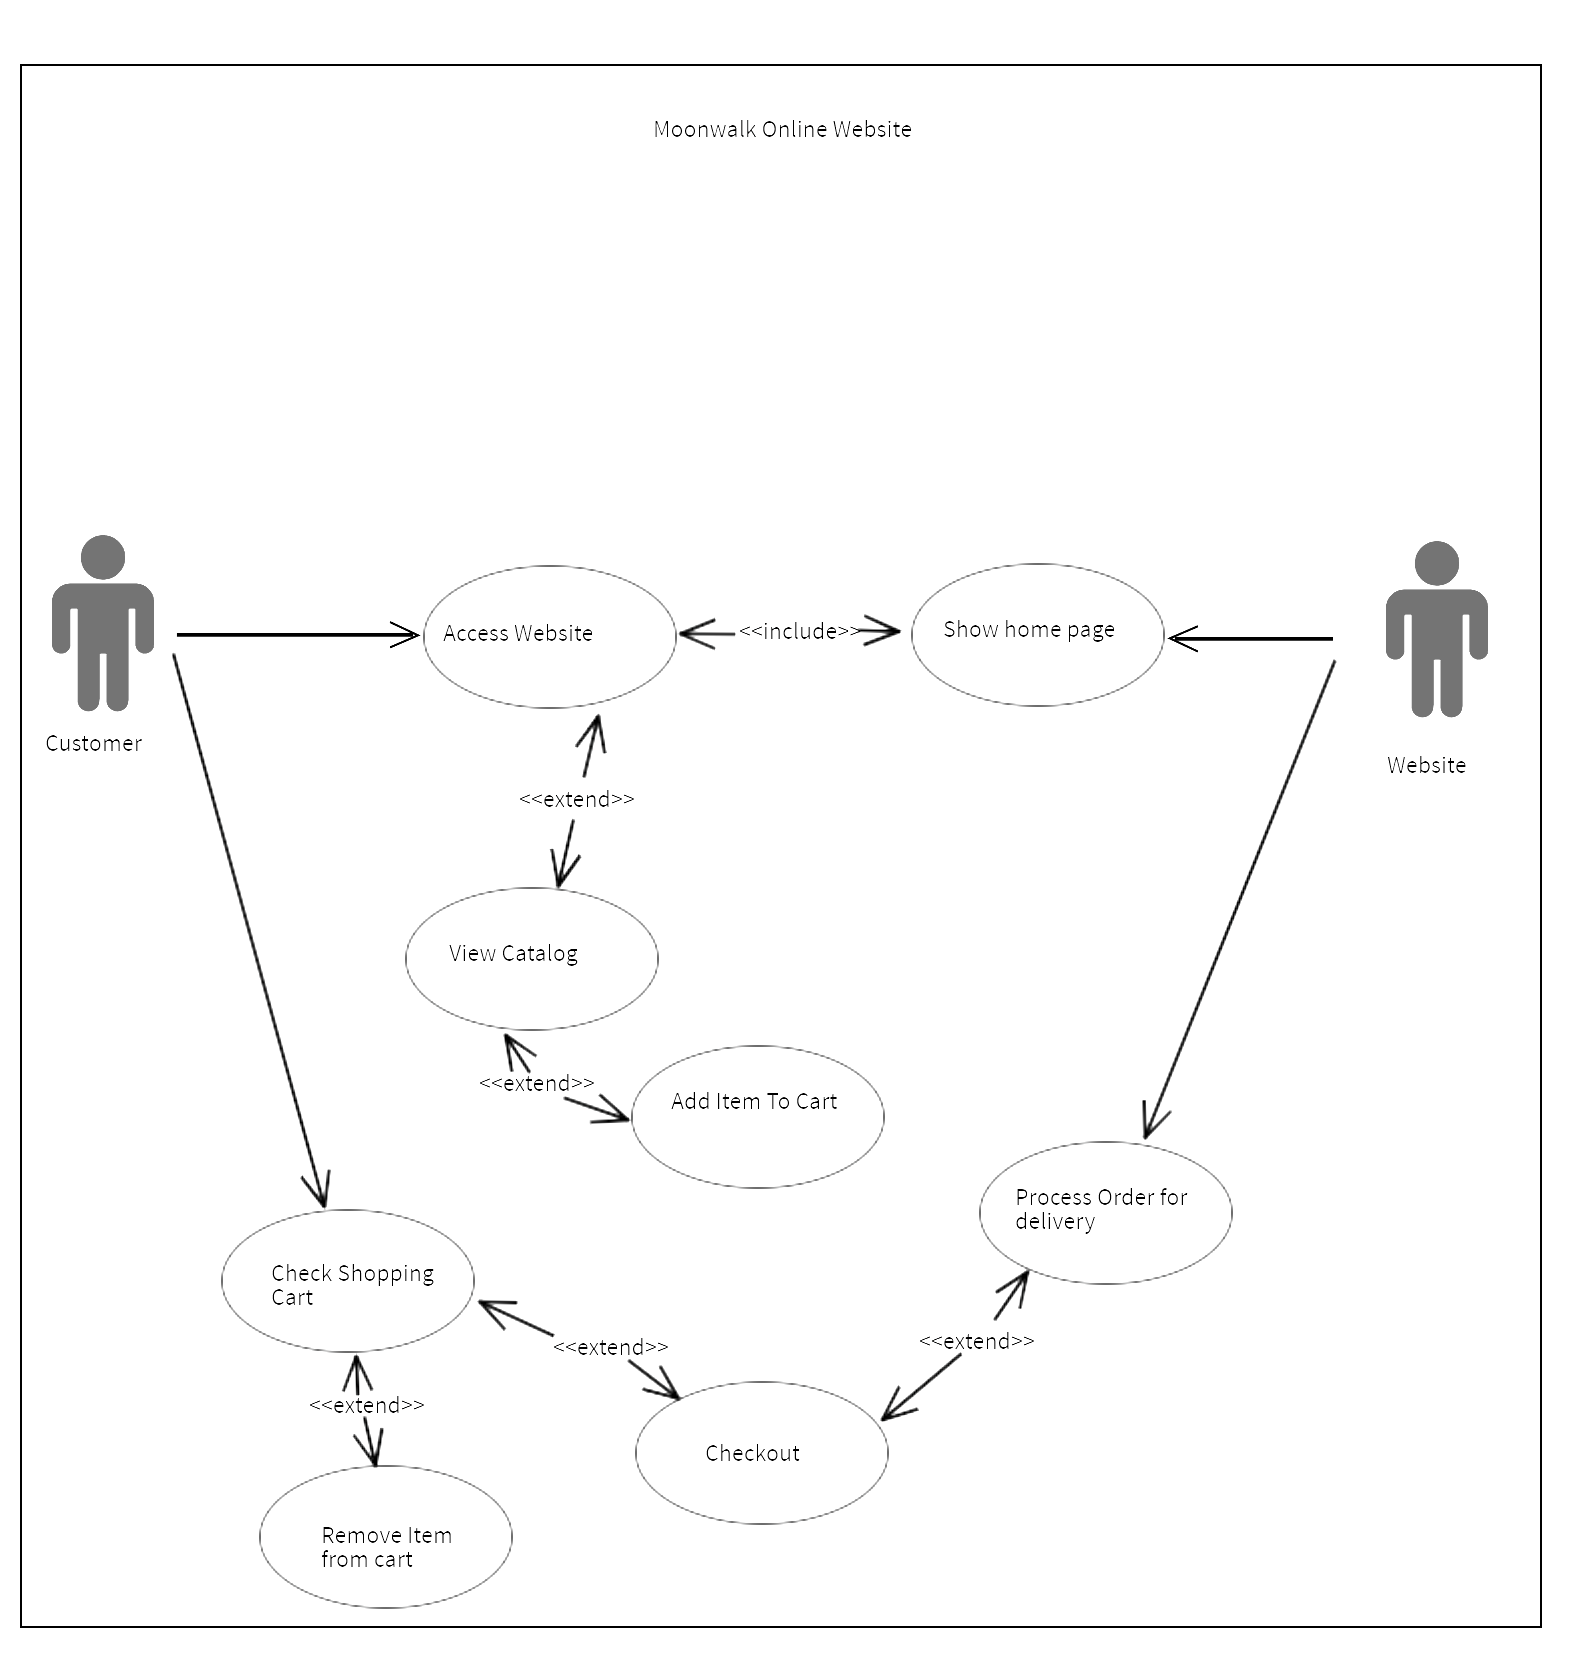 Moonwalk Online Website
Access Website
<<include>>
Show home page
Customer
Website
<<extend>>
View Catalog
<<extend>>
Add Item To Cart
Process Order for
delivery
Check Shopping
Cart
<<extend>>
<<extend>>
<<extend>>
Checkout
Remove Item
from cart